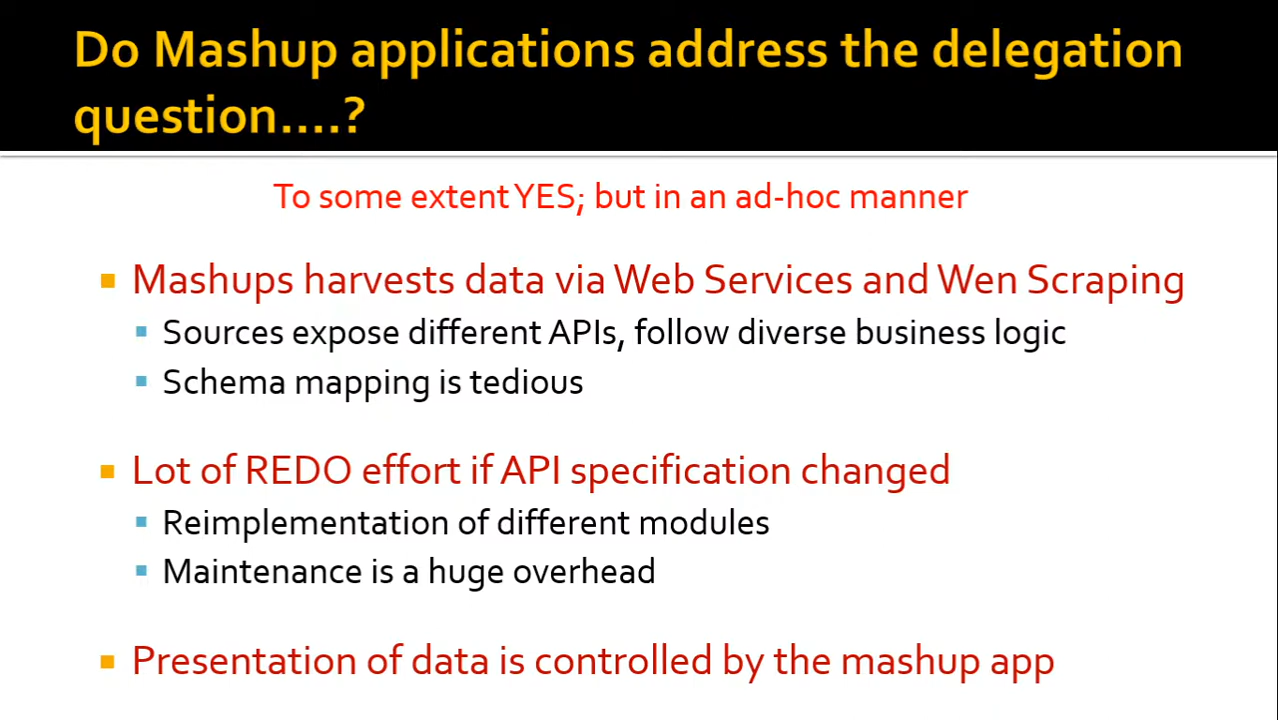 Do Mashup applications address the delegation
question....?
To some extent YES; but in an ad-hoc manner
Mashups harvests data via Web Services and Wen Scraping
Sources expose different APIs, follow diverse business logic
Schema mapping is tedious
Lot of REDO effort if API specification changed
Reimplementation of different modules
Maintenance is a huge overhead
Presentation of data is controlled by the mashup app